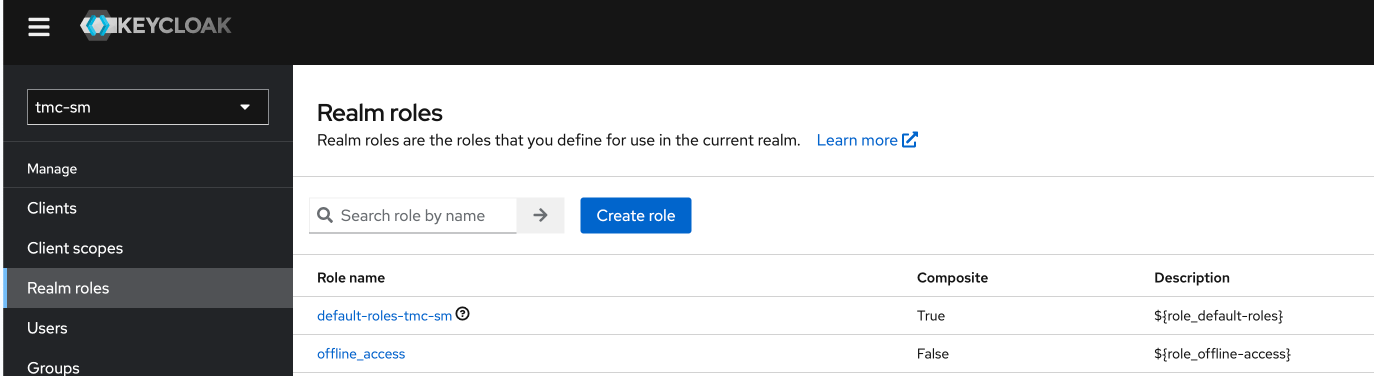 KEYCLOAK
tmc-sm
Manage
Clients
Client scopes
Realm roles
Users
Groups
Realm roles
Realm roles are the roles that you define for use in the current realm. Learn more
Search role by name
Create role
Role name Composite Description
default-roles-tmc-sm True ${role_default-roles}
offline_access False ${role_offline-access}